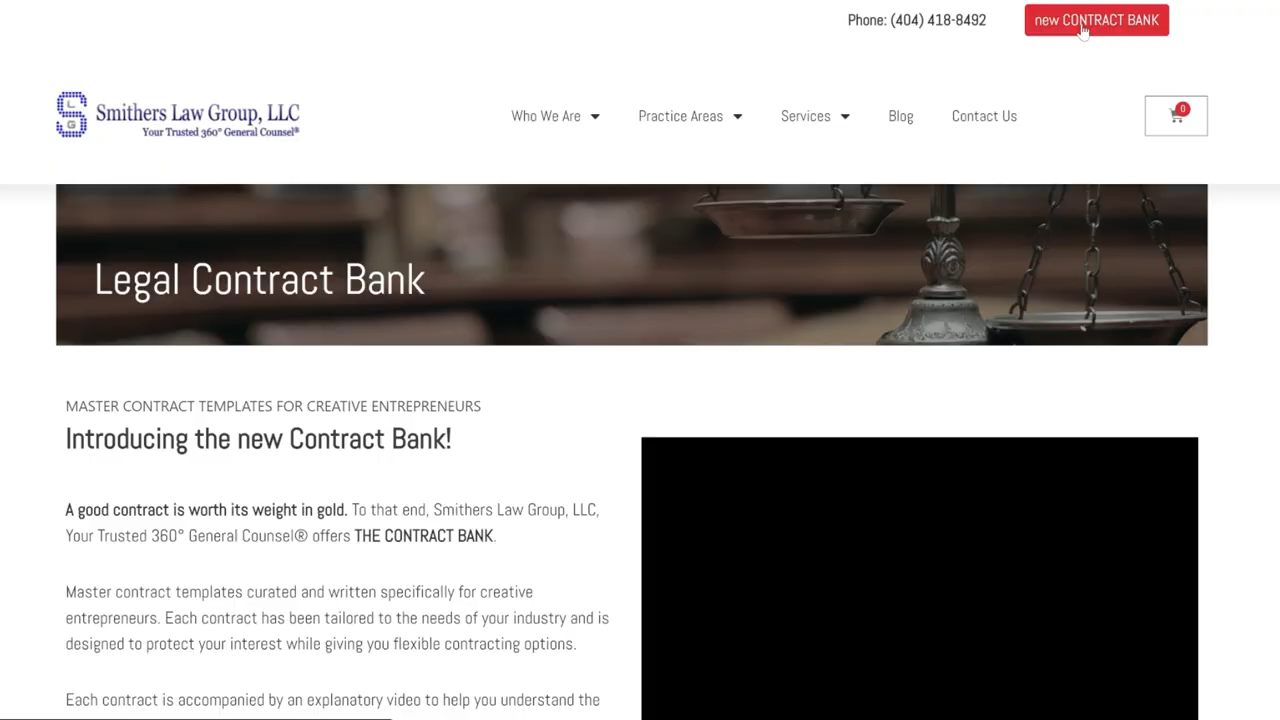 Phone: (404) 418-8492
new CONTRACT BANK
Smithers Law Group, LLC
Your Trusted 360° General Counsel®
Who We Are
Practice Areas
Services
Blog
Contact Us
0
Legal Contract Bank
MASTER CONTRACT TEMPLATES FOR CREATIVE ENTREPRENEURS
Introducing the new Contract Bank!
A good contract is worth its weight in gold. To that end, Smithers Law Group, LLC,
Your Trusted 360° General Counsel® offers THE CONTRACT BANK.
Master contract templates curated and written specifically for creative
entrepreneurs. Each contract has been tailored to the needs of your industry and is
designed to protect your interest while giving you flexible contracting options.
Each contract is accompanied by an explanatory video to help you understand the